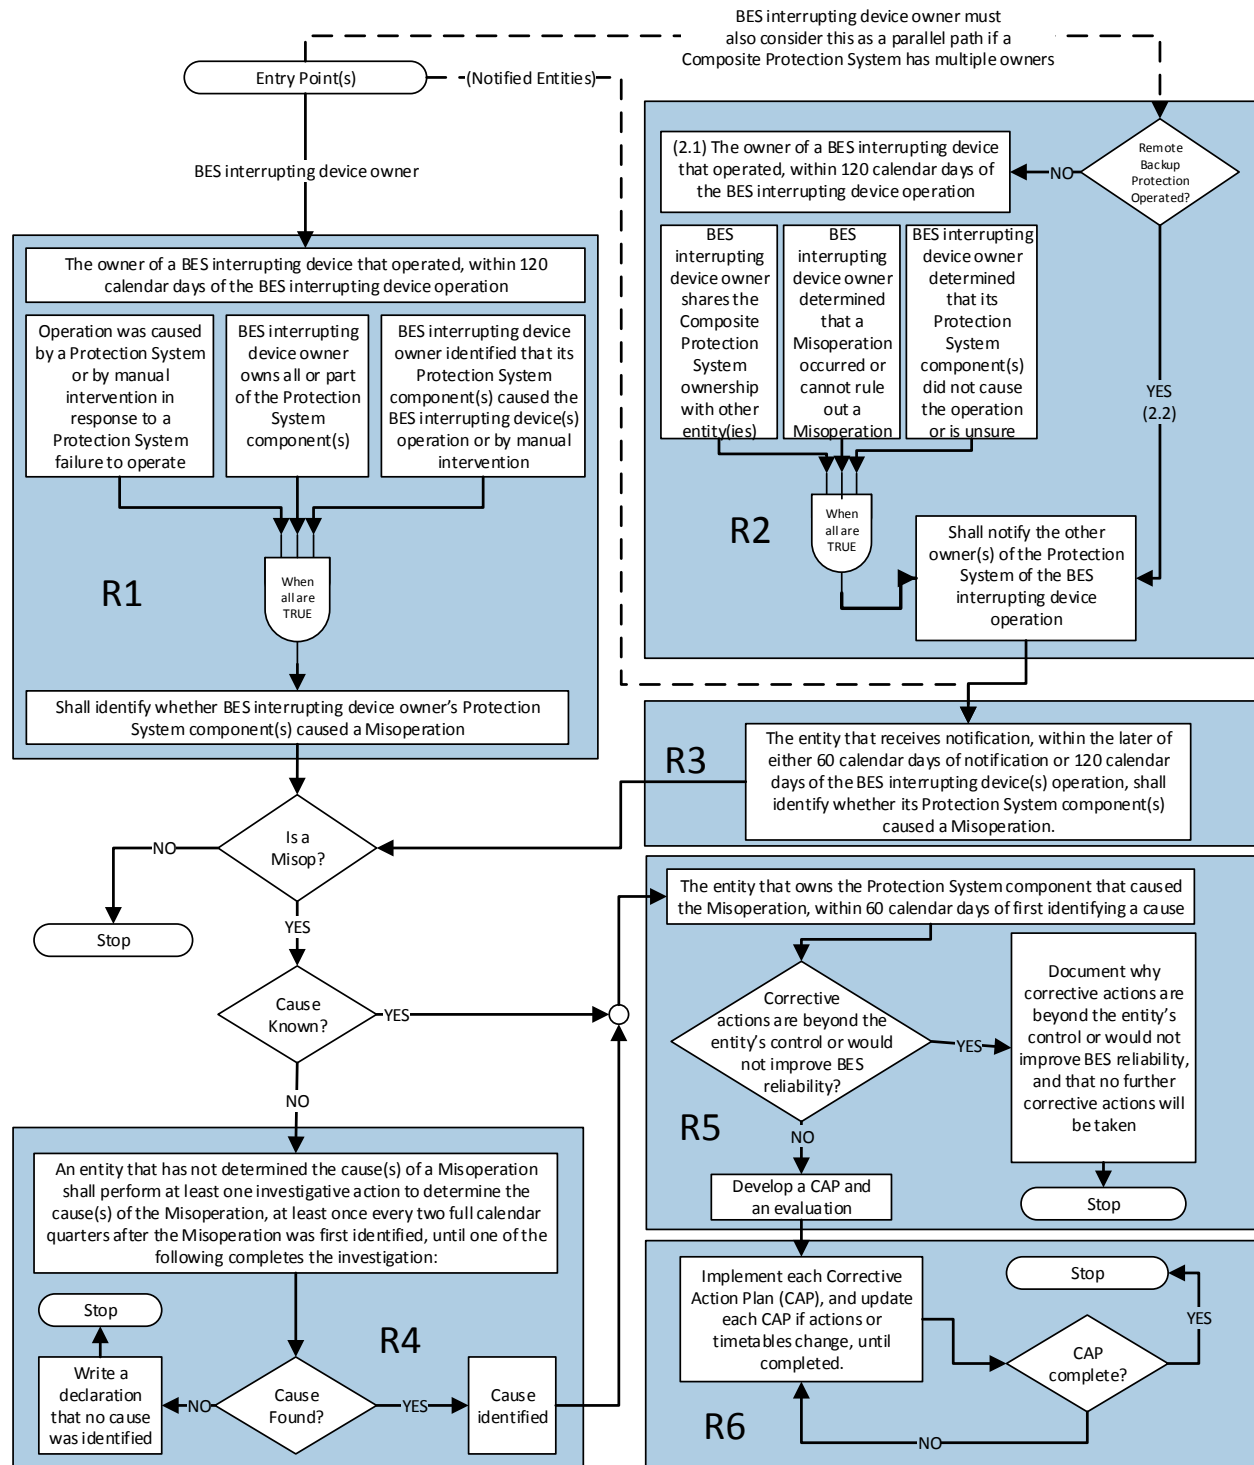 BES interrupting device owner must
also consider this as a parallel path if a
Composite Protection System has multiple owners
Entry Point(s)
(Notified Entities)
BES interrupting device owner
The owner of a BES interrupting device that operated, within 120
calendar days of the BES interrupting device operation
Operation was caused
by a Protection System
or by manual
intervention in
response to a
Protection System
failure to operate
BES interrupting
device owner
owns all or part
of the Protection
System
component(s)
BES interrupting device
owner identified that its
Protection System
component(s) caused the
BES interrupting device(s)
operation or by manual
intervention
When
all are
TRUE
R1
Shall identify whether BES interrupting device owner's Protection
System component(s) caused a Misoperation
Remote
Backup
Protection
Operated?
NO
(2.1) The owner of a BES interrupting device
that operated, within 120 calendar days of
the BES interrupting device operation
BES
interrupting
device owner
shares the
Composite
Protection
System
ownership
with other
entity(ies)
BES
interrupting
device owner
determined
that a
Misoperation
occurred or
cannot rule
out a
Misoperation
BES interrupting
device owner
determined
that its
Protection
System
component(s)
did not cause
the operation
or is unsure
YES
(2.2)
When
all are
TRUE
R2
Shall notify the other
owner(s) of the Protection
System of the BES
interrupting device
operation
R3
The entity that receives notification, within the later of
either 60 calendar days of notification or 120 calendar
days of the BES interrupting device(s) operation, shall
identify whether its Protection System component(s)
caused a Misoperation.
Is a
Misop?
NO
Stop
YES
Cause
Known?
YES
NO
The entity that owns the Protection System component that caused
the Misoperation, within 60 calendar days of first identifying a cause
Corrective
actions are beyond the
entity's control or would
not improve BES
reliability?
YES
Document why
corrective actions are
beyond the entity's
control or would not
improve BES reliability,
and that no further
corrective actions will
be taken
Stop
R5
NO
Develop a CAP and
an evaluation
An entity that has not determined the cause(s) of a Misoperation
shall perform at least one investigative action to determine the
cause(s) of the Misoperation, at least once every two full calendar
quarters after the Misoperation was first identified, until one of the
following completes the investigation:
Stop
R4
Write a
declaration
that no cause
was identified
NO
Cause
Found?
YES
Cause
identified
Implement each Corrective
Action Plan (CAP), and update
each CAP if actions or
timetables change, until
completed.
Stop
YES
CAP
complete?
NO
R6